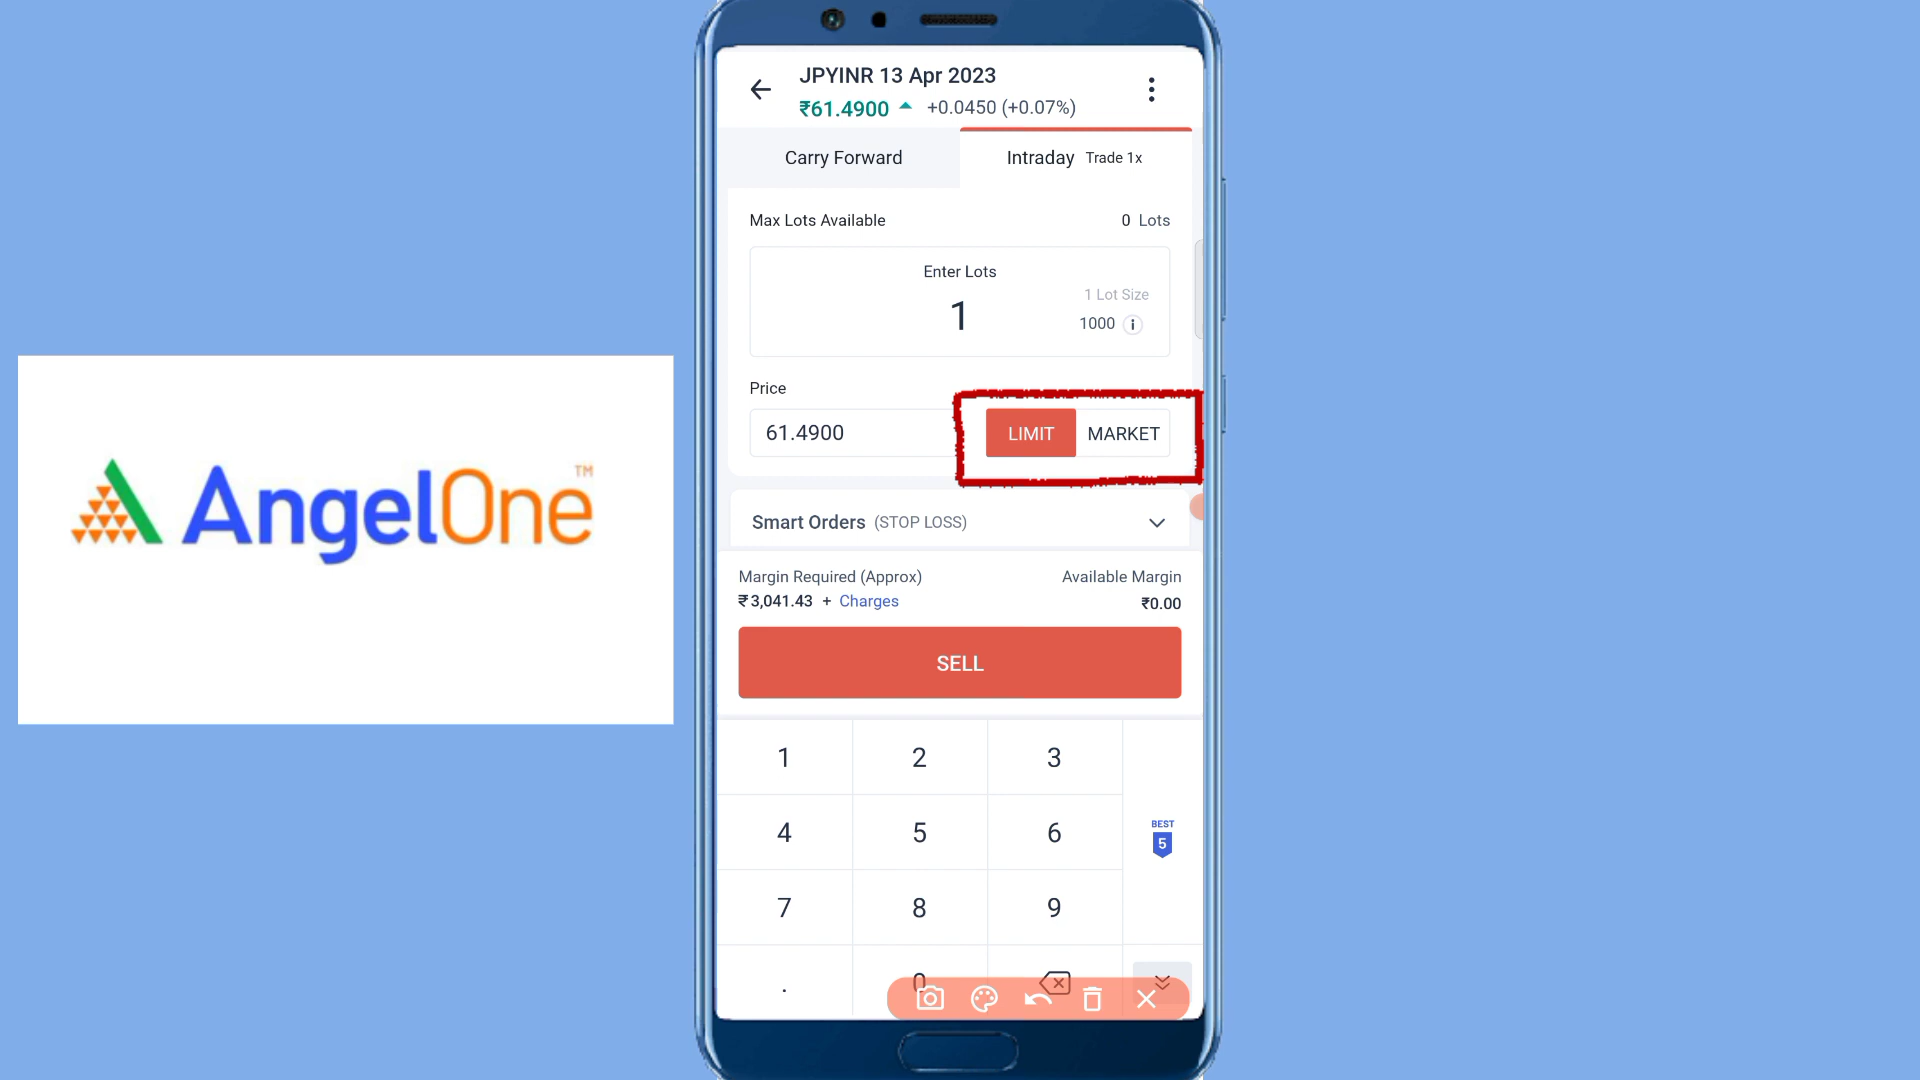 AngelOne™
JPYINR 13 Apr 2023
₹61.4900 +0.0450 (+0.07%)
Carry Forward
Intraday Trade 1x
Max Lots Available
0 Lots
Enter Lots
1
1 Lot Size
1000
Price
61.4900
LIMIT
MARKET
Smart Orders (STOP LOSS)
Margin Required (Approx)
Available Margin
₹3,041.43 + Charges
₹0.00
SELL
1 2 3
4 5 6
BEST
5
7 8 9
. 0